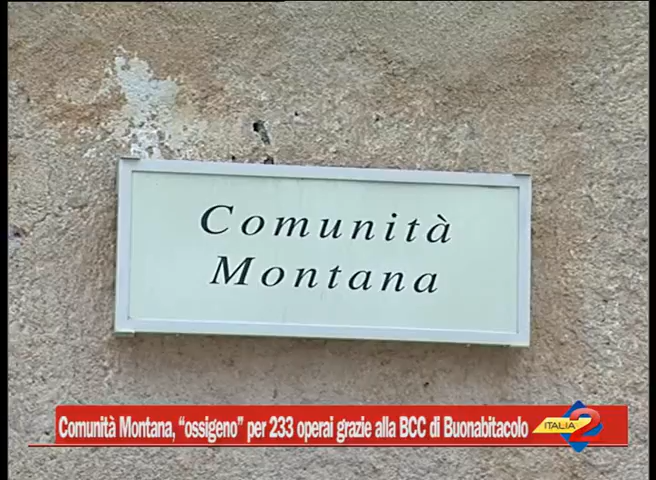 Comunità
Montana
Comunità Montana, “ossigeno” per 233 operai grazie alla BCC di Buonabitacolo
ITALIA 2